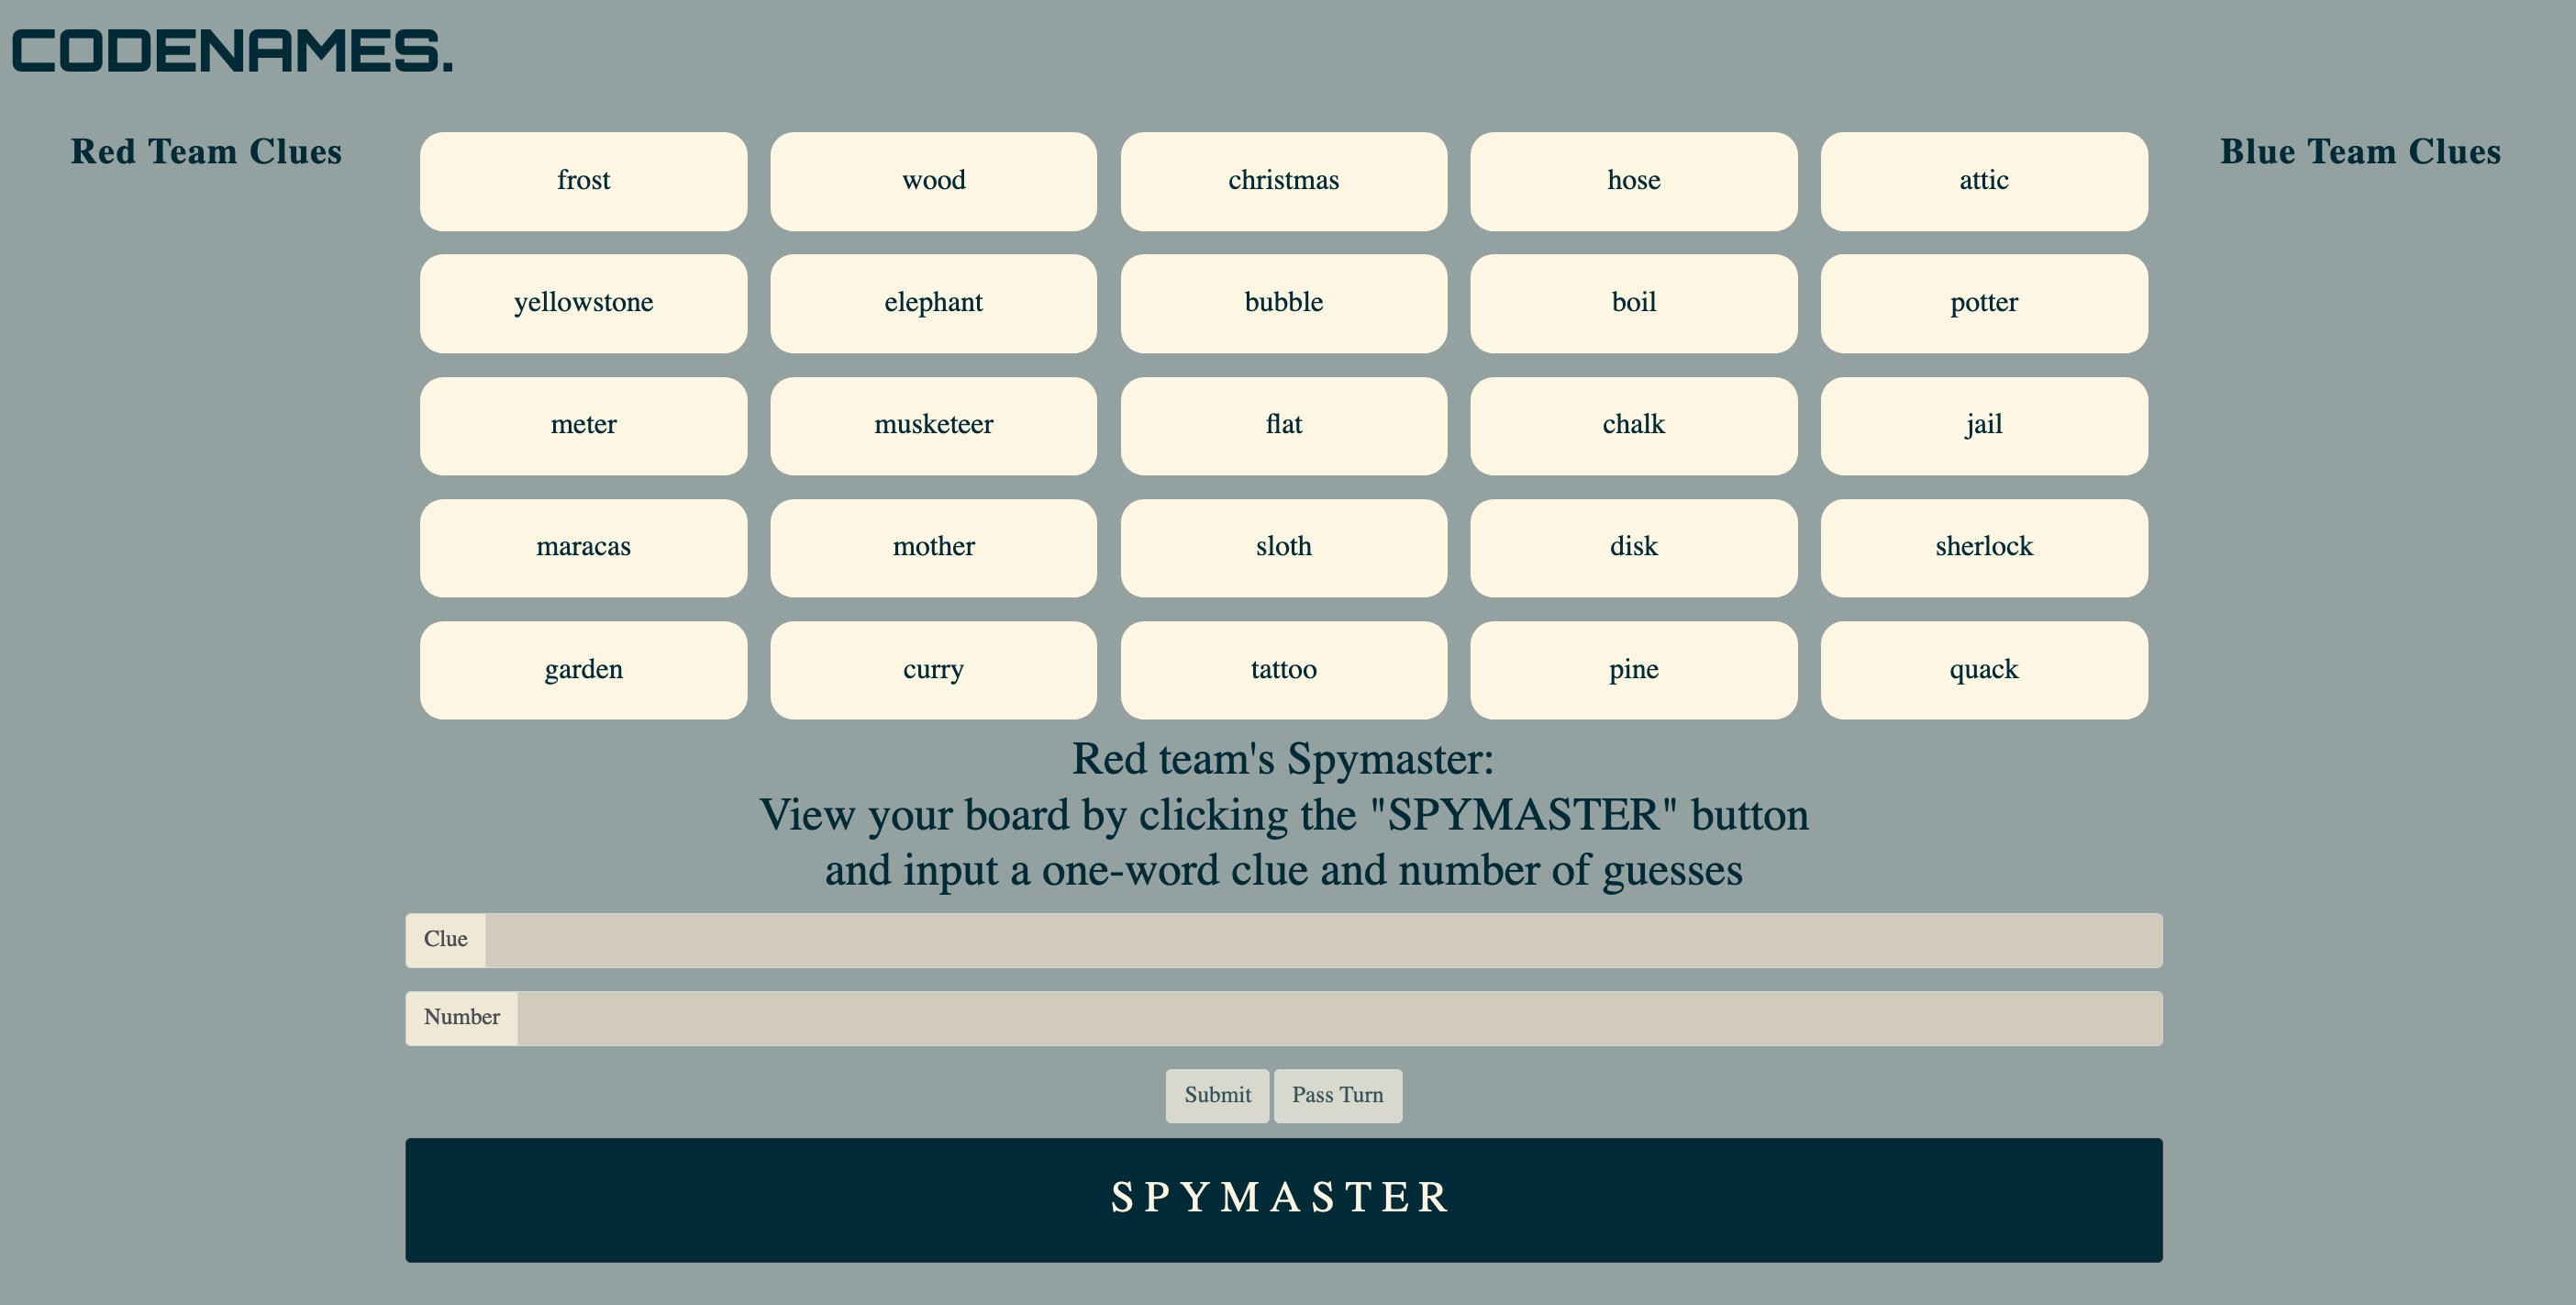 CODENAMES.
Red Team Clues
Blue Team Clues
frost wood christmas hose attic
yellowstone elephant bubble boil potter
meter musketeer flat chalk jail
maracas mother sloth disk sherlock
garden curry tattoo pine quack
Red team's Spymaster:
View your board by clicking the "SPYMASTER" button
and input a one-word clue and number of guesses
Clue
Number
Submit Pass Turn
SPYMASTER